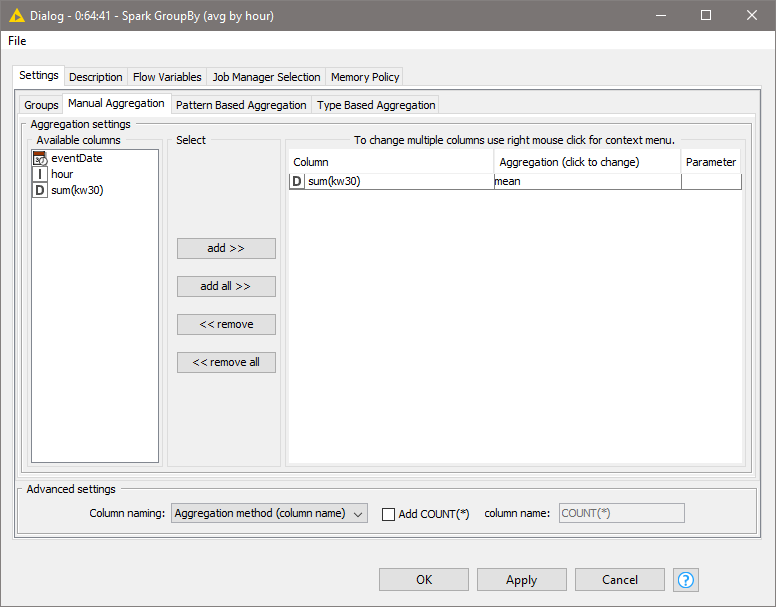 Dialog - 0:64:41 - Spark GroupBy (avg by hour)
File
Settings Description Flow Variables Job Manager Selection Memory Policy
Groups Manual Aggregation Pattern Based Aggregation Type Based Aggregation
Aggregation settings
Available columns Select To change multiple columns use right mouse click for context menu.
eventDate
I hour
D sum(kw30)
Column Aggregation (click to change) Parameter
D sum(kw30) mean
add >>
add all >>
<< remove
<< remove all
Advanced settings
Column naming: Aggregation method (column name) Add COUNT(*) column name: COUNT(*)
OK Apply Cancel ?